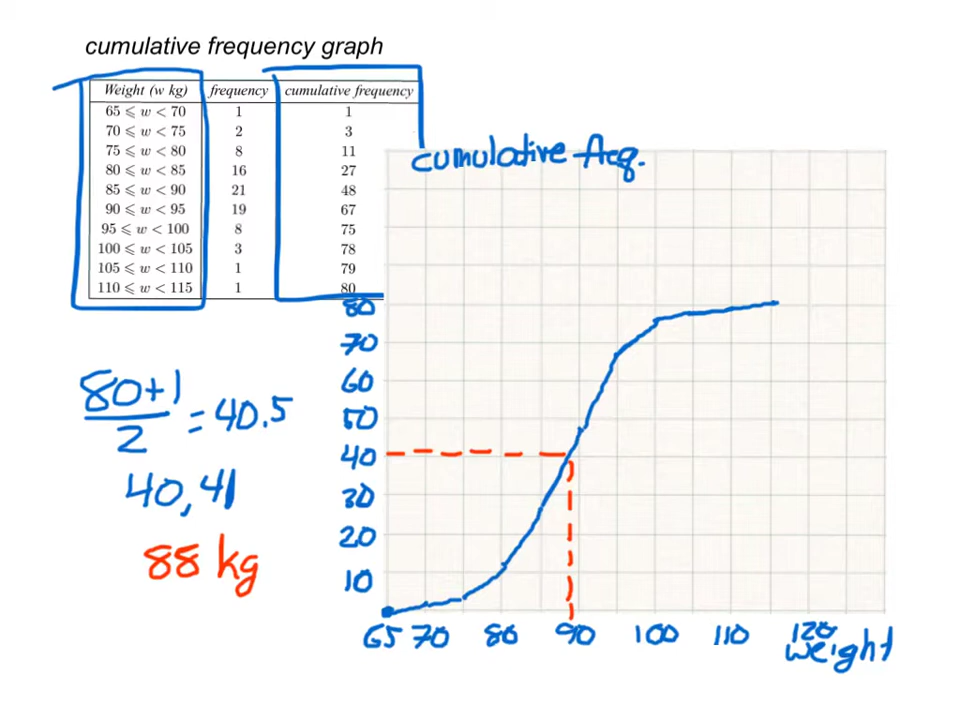 cumulative frequency graph
Weight (w kg) frequency cumulative frequency
65 ⩽ w < 70 1 1
70 ⩽ w < 75 2 3
75 ⩽ w < 80 8 11
80 ⩽ w < 85 16 27
85 ⩽ w < 90 21 48
90 ⩽ w < 95 19 67
95 ⩽ w < 100 8 75
100 ⩽ w < 105 3 78
105 ⩽ w < 110 1 79
110 ⩽ w < 115 1 80
cumulative freq.
80
70
60
50
40
30
20
10
80+1
2
= 40.5
40, 41
88 kg
65 70 80 90 100 110 120
weight